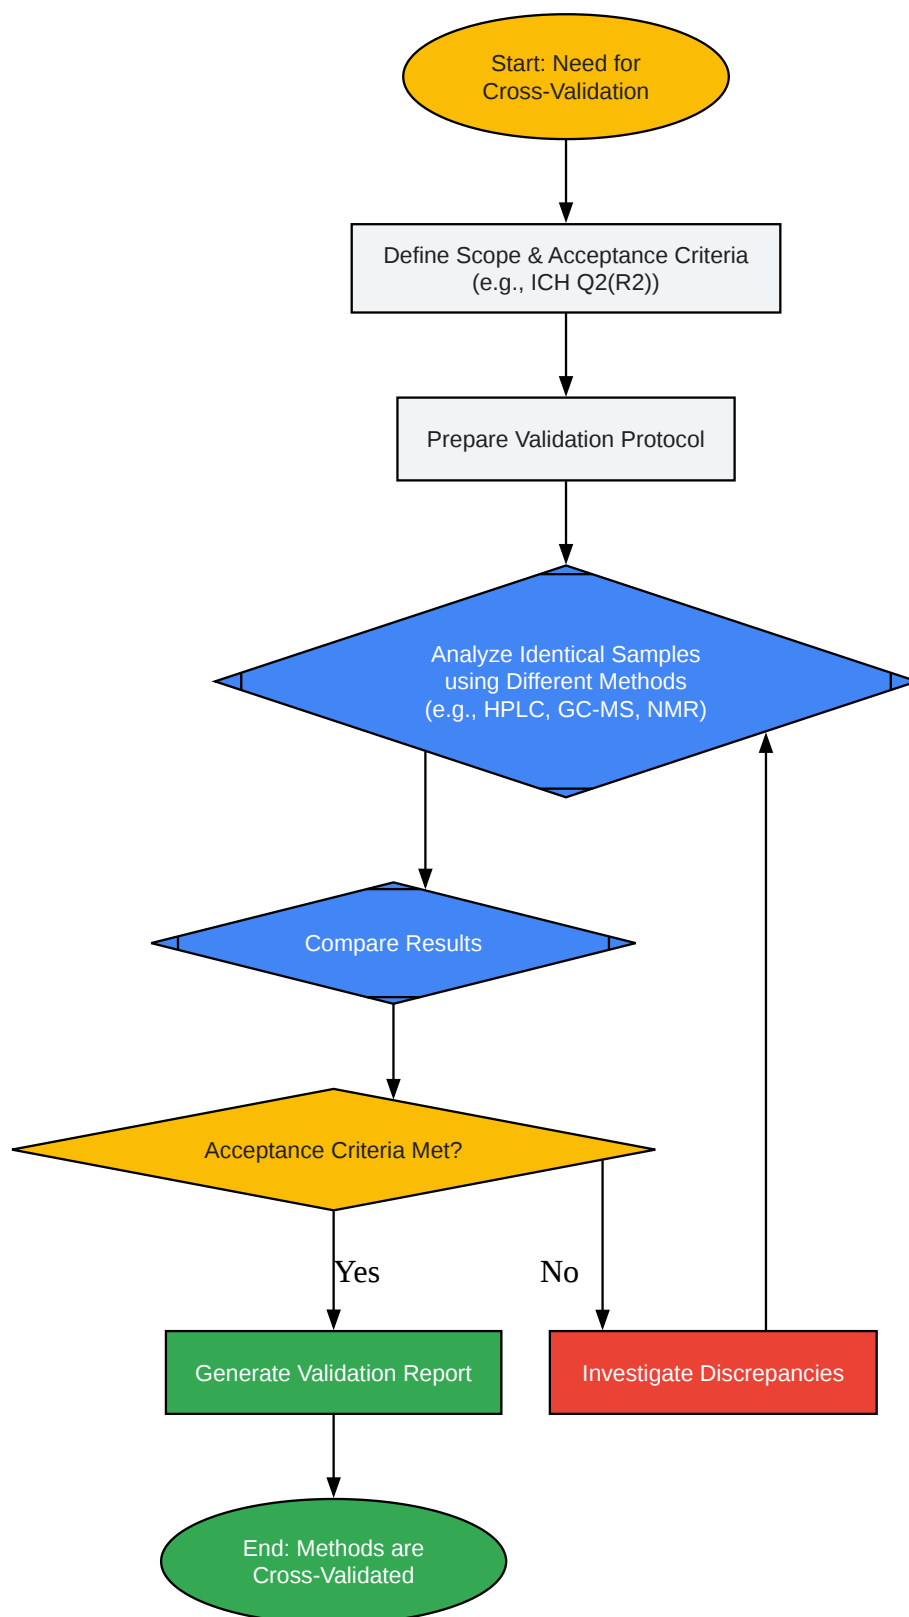 Start: Need for
Cross-Validation
Define Scope & Acceptance Criteria
(e.g., ICH Q2(R2))
Prepare Validation Protocol
Analyze Identical Samples
using Different Methods
(e.g., HPLC, GC-MS, NMR)
Compare Results
Acceptance Criteria Met?
Yes
No
Generate Validation Report
Investigate Discrepancies
End: Methods are
Cross-Validated